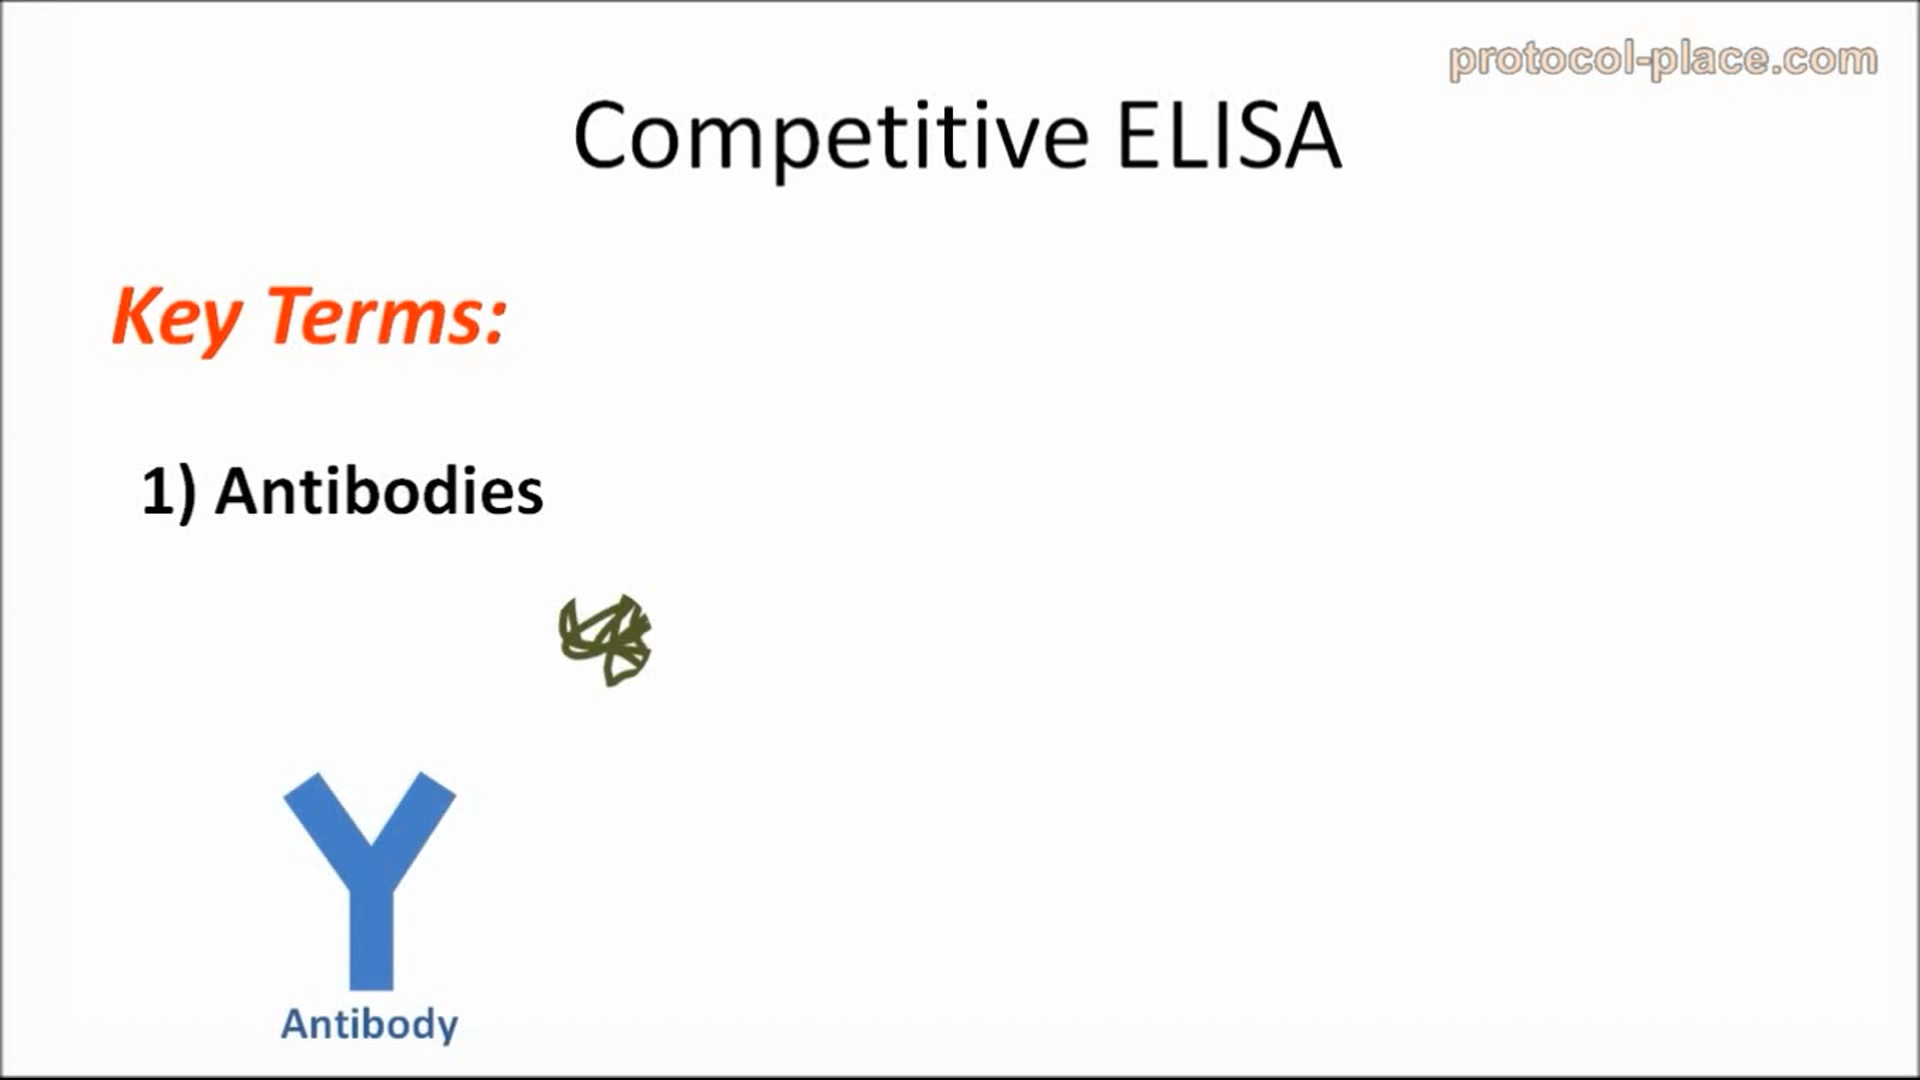 protocol-place.com
Competitive ELISA
Key Terms:
1) Antibodies
Antibody